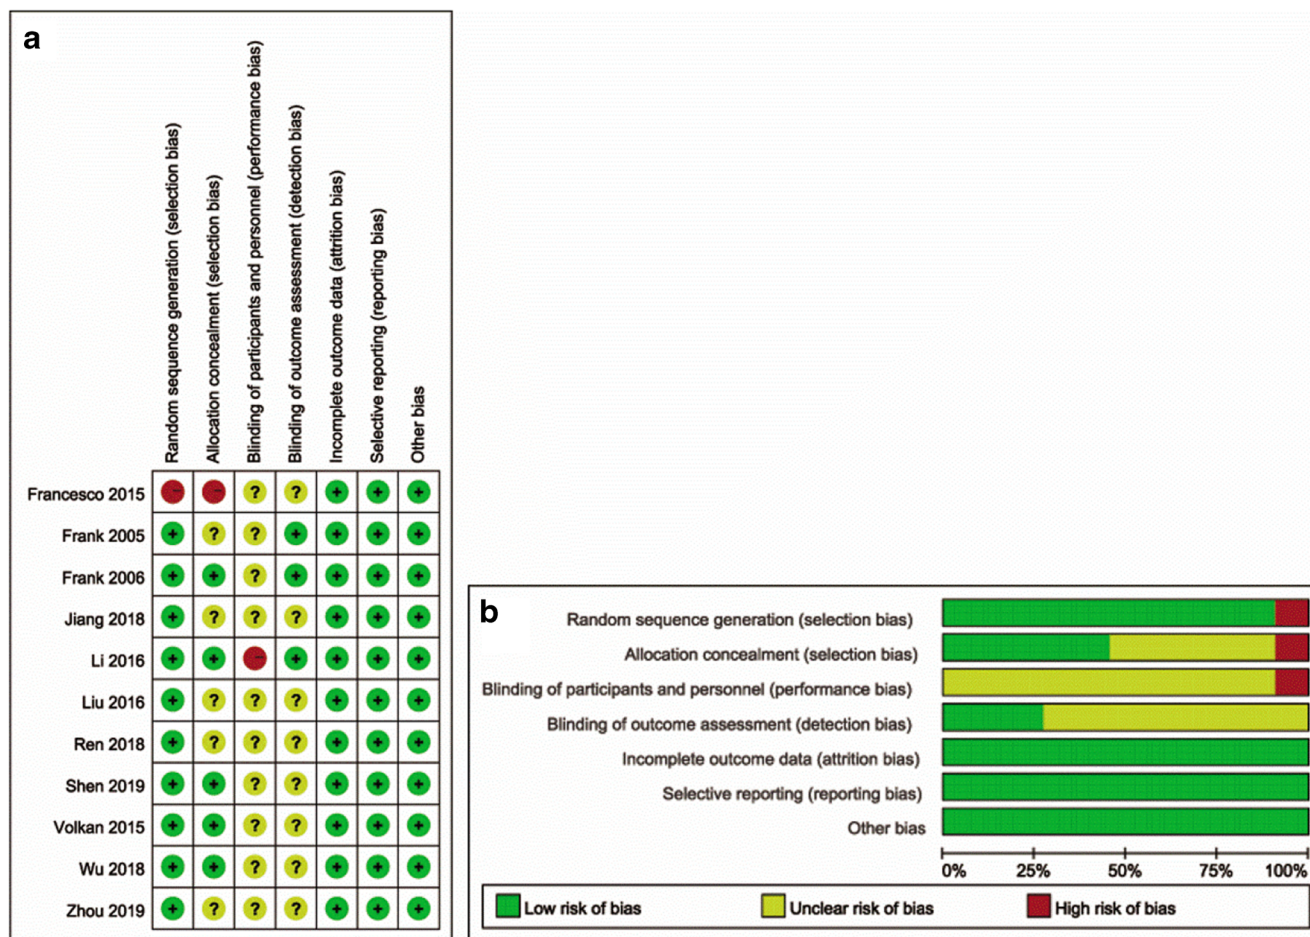 a
Random sequence generation (selection bias)
Allocation concealment (selection bias)
Blinding of participants and personnel (performance bias)
Blinding of outcome assessment (detection bias)
Incomplete outcome data (attrition bias)
Selective reporting (reporting bias)
Other bias
Francesco 2015 - - ? ? + + +
Frank 2005 + ? ? + + + +
Frank 2006 + + ? + + + +
Jiang 2018 + ? ? ? + + +
Li 2016 + + - + + + +
Liu 2016 + ? ? ? + + +
Ren 2018 + ? ? ? + + +
Shen 2019 + + ? ? + + +
Volkan 2015 + + ? ? + + +
Wu 2018 + + ? ? + + +
Zhou 2019 + ? ? ? + + +
b
Random sequence generation (selection bias)
Allocation concealment (selection bias)
Blinding of participants and personnel (performance bias)
Blinding of outcome assessment (detection bias)
Incomplete outcome data (attrition bias)
Selective reporting (reporting bias)
Other bias
0% 25% 50% 75% 100%
Low risk of bias Unclear risk of bias High risk of bias